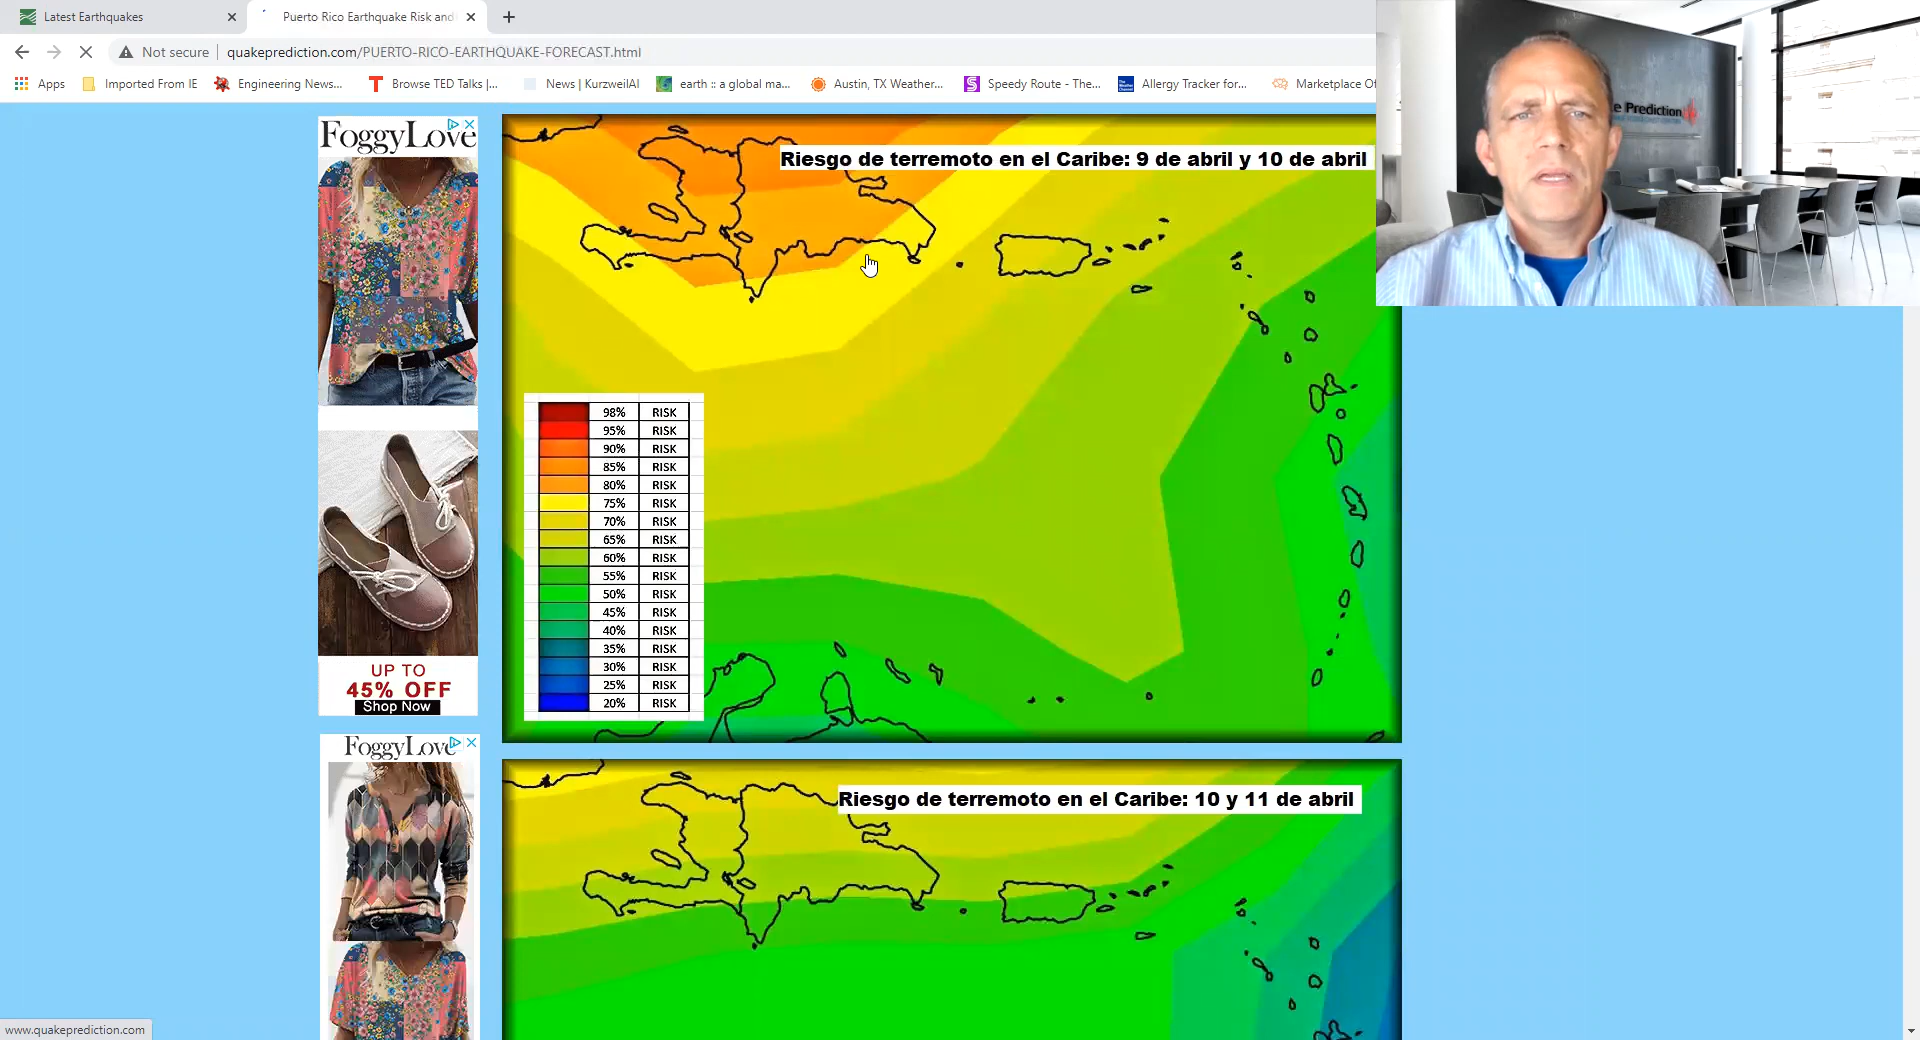 Latest Earthquakes
Puerto Rico Earthquake Risk and
Not secure
quakeprediction.com/PUERTO-RICO-EARTHQUAKE-FORECAST.html
Apps
Imported From IE
Engineering News...
Browse TED Talks |...
News | KurzweilAI
earth :: a global ma...
Austin, TX Weather...
Speedy Route - The...
Allergy Tracker for...
Marketplace Of
e Prediction
FoggyLove
Riesgo de terremoto en el Caribe: 9 de abril y 10 de abril
98% RISK
95% RISK
90% RISK
85% RISK
80% RISK
75% RISK
70% RISK
65% RISK
60% RISK
55% RISK
50% RISK
45% RISK
40% RISK
35% RISK
30% RISK
25% RISK
20% RISK
UP TO
45% OFF
Shop Now
FoggyLove
Riesgo de terremoto en el Caribe: 10 y 11 de abril
www.quakeprediction.com